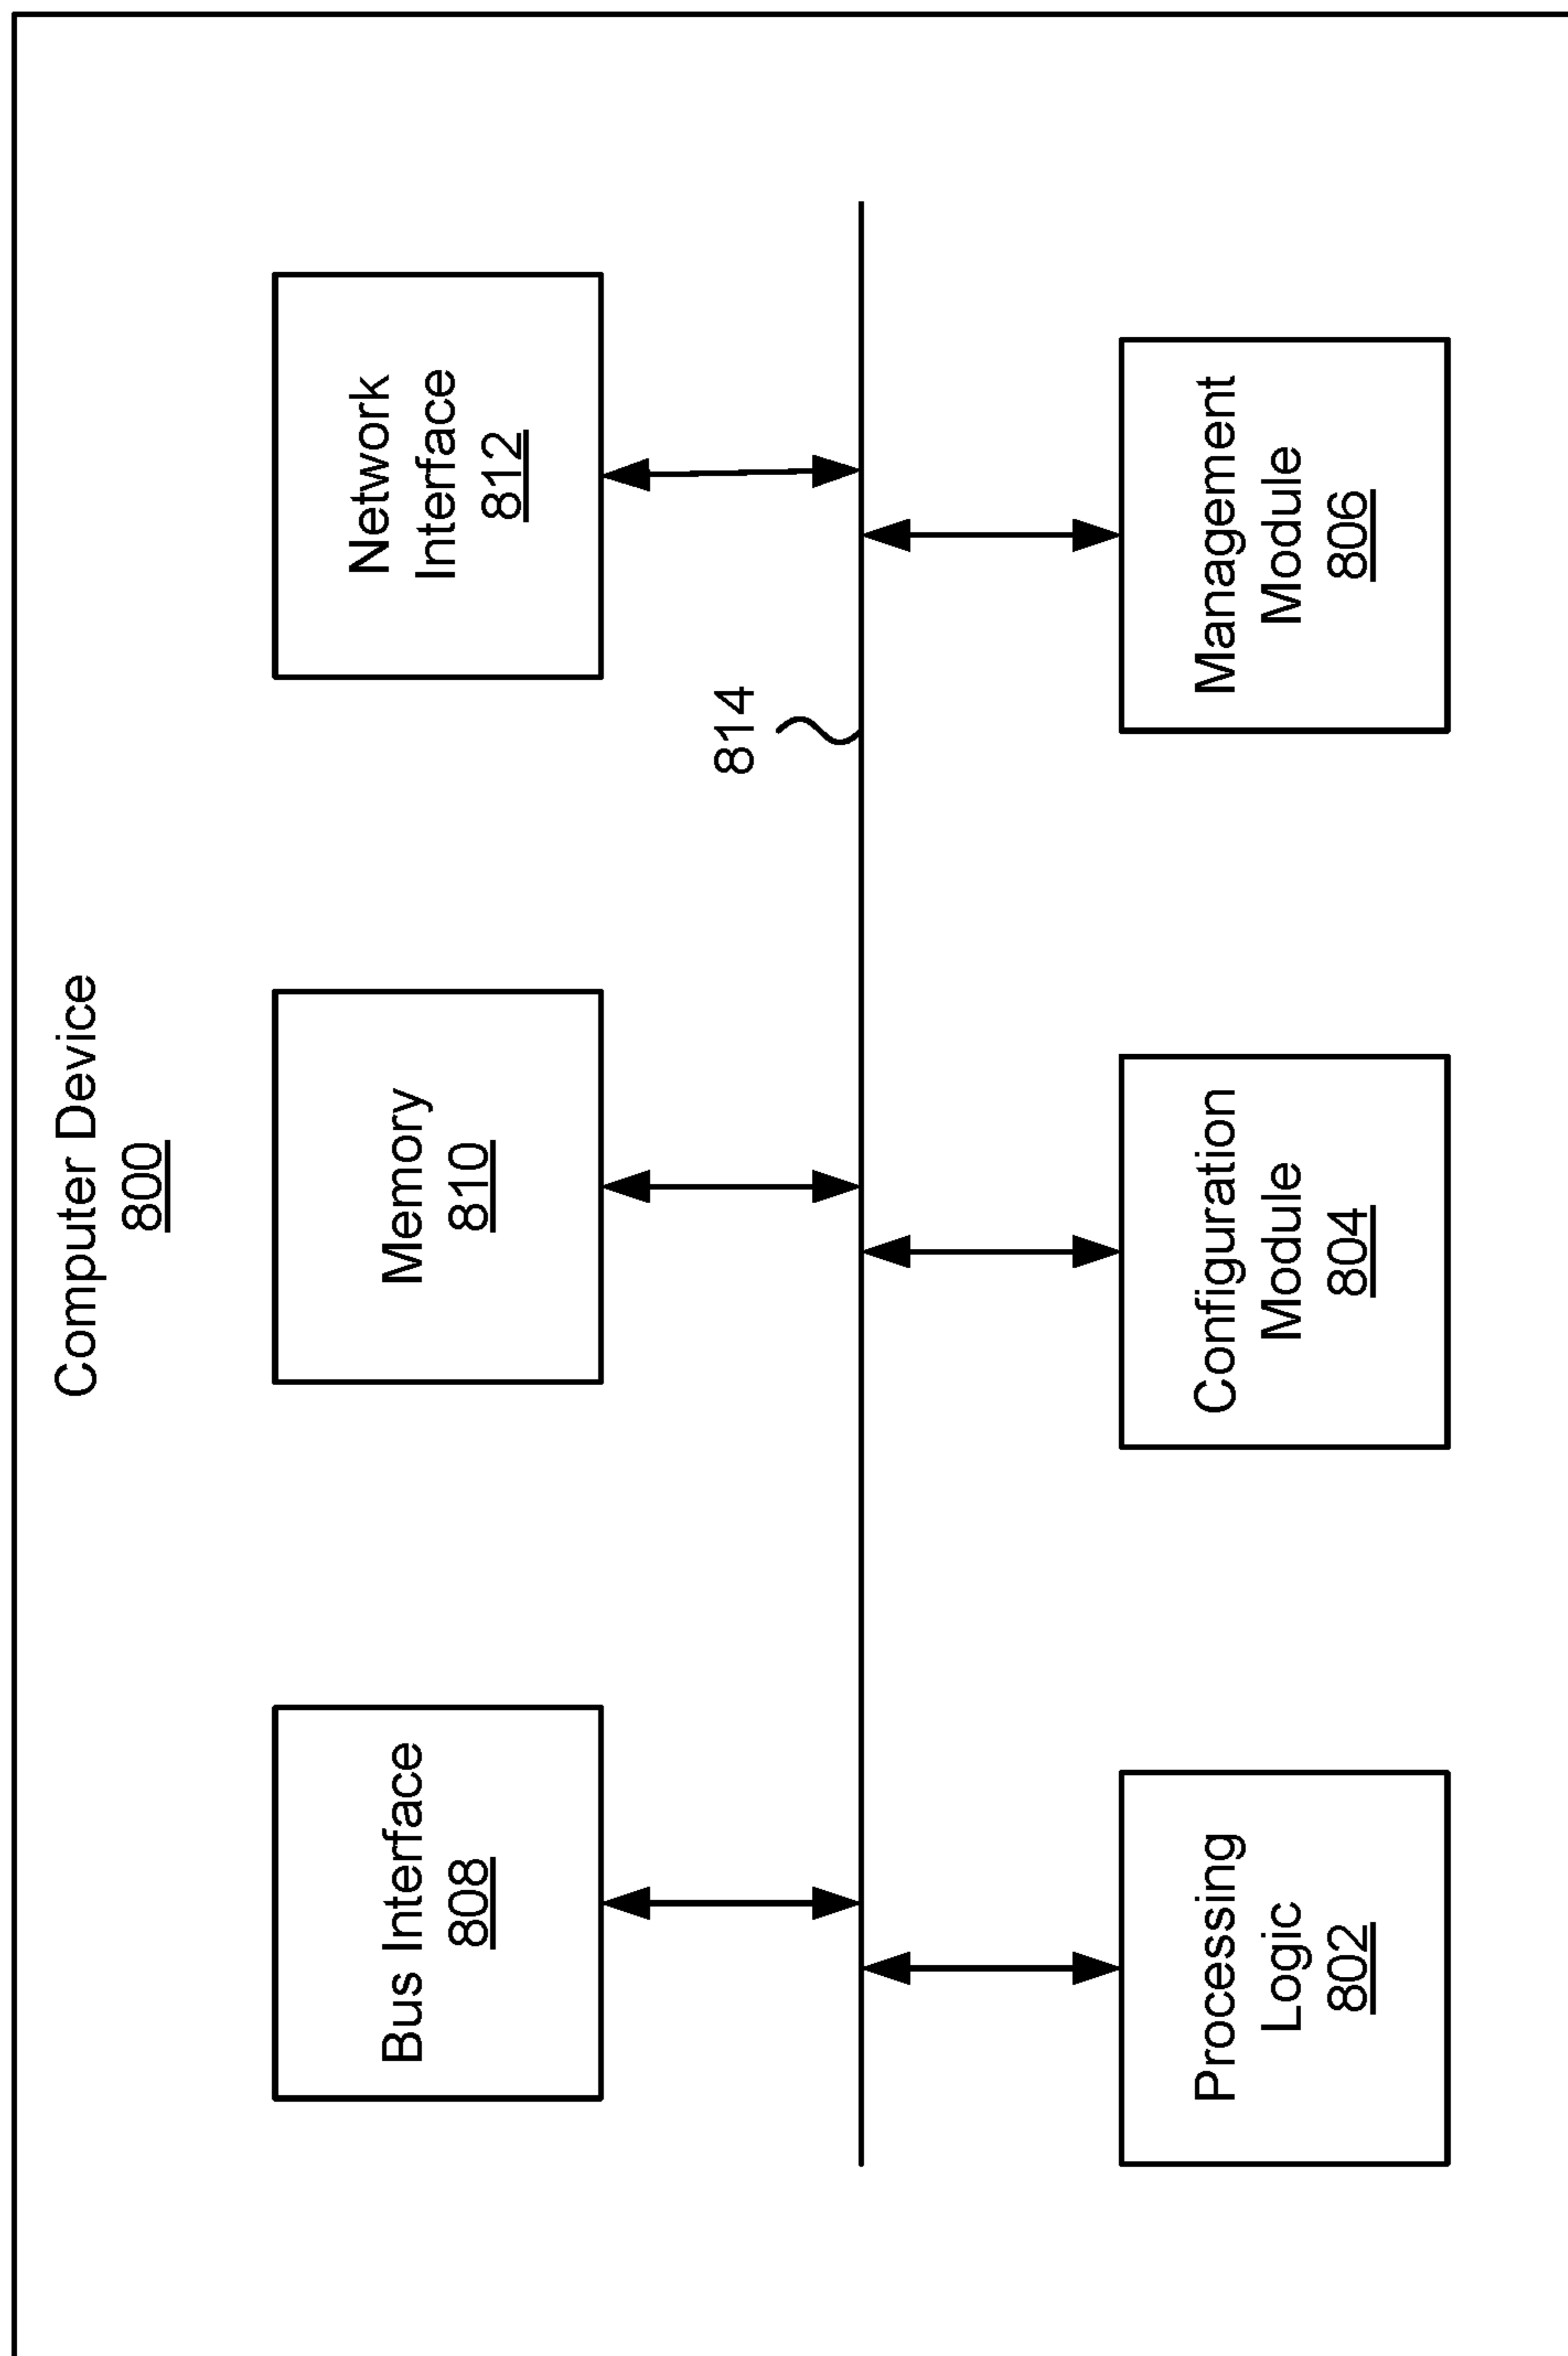 Computer Device
800
Bus Interface
808
Memory
810
Network
Interface
812
814
Processing
Logic
802
Configuration
Module
804
Management
Module
806